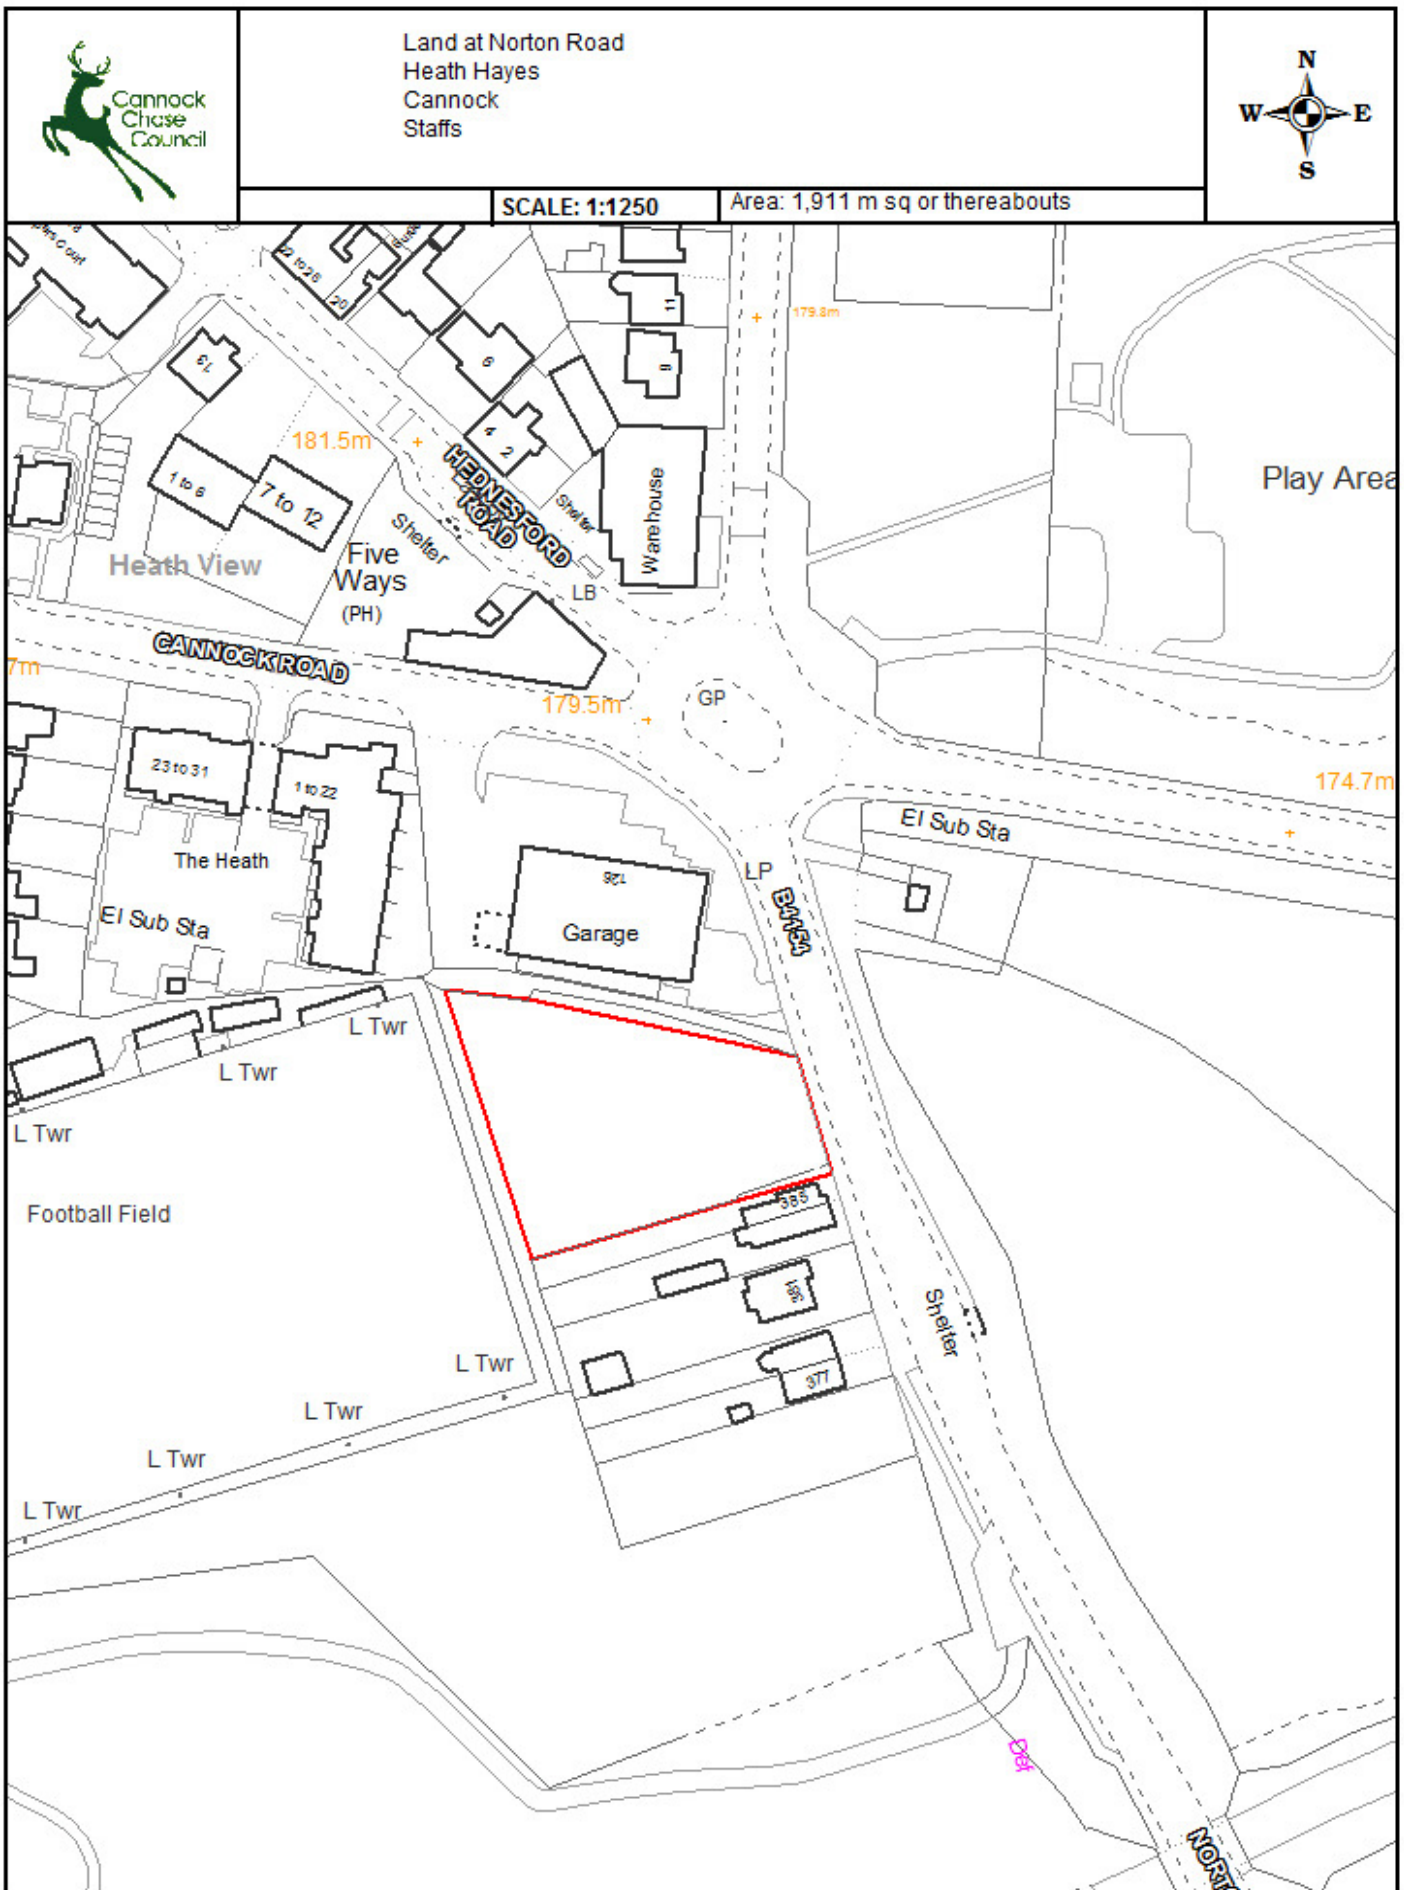 Cannock
Chase
Council
Land at Norton Road
Heath Hayes
Cannock
Staffs
N
W
E
S
SCALE: 1:1250
Area: 1,911 m sq or thereabouts
22 to 26
20
11
179.8m
73
6
9
181.5m
4
2
HEDNESFORD
ROAD
1 to 6
7 to 12
Shelter
Shelter
Warehouse
Play Area
Heath View
Five
Ways
(PH)
LB
CANNOCK ROAD
7m
179.5m
GP
23 to 31
1 to 22
174.7m
El Sub Sta
The Heath
126
LP
B4154
El Sub Sta
Garage
L Twr
L Twr
L Twr
Football Field
385
381
Shelter
L Twr
377
L Twr
L Twr
L Twr
Def